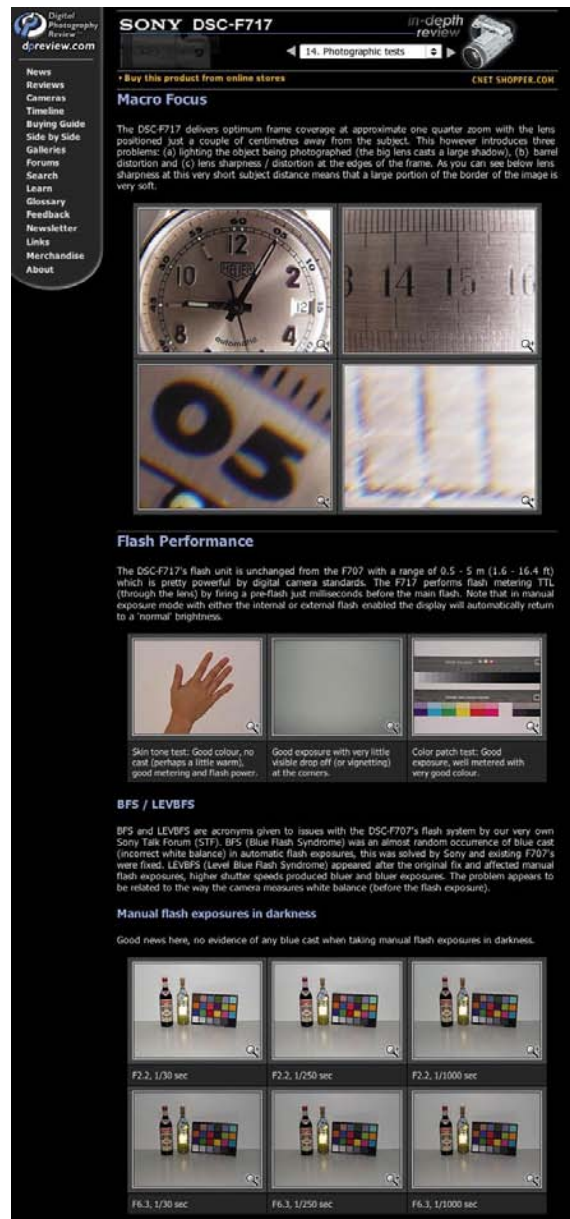 Digital
Photography
Review
dpreview.com
News
Reviews
Cameras
Timeline
Buying Guide
Side by Side
Galleries
Forums
Search
Learn
Glossary
Feedback
Newsletter
Links
Merchandise
About
SONY DSC-F717
in-depth
review
14. Photographic tests
Buy this product from online stores
CNET SHOPPER.COM
Macro Focus
The DSC-F717 delivers optimum frame coverage at approximate one quarter zoom with the lens
positioned just a couple of centimetres away from the subject. This however introduces three
problems: (a) lighting the object being photographed (the big lens casts a large shadow), (b) barrel
distortion and (c) lens sharpness / distortion at the edges of the frame. As you can see below lens
sharpness at this very short subject distance means that a large portion of the border of the image is
very soft.
12
05
10
2
HEUER
12
15
45
8
automatic
4
13 14 15 16
05
Flash Performance
The DSC-F717's flash unit is unchanged from the F707 with a range of 0.5 - 5 m (1.6 - 16.4 ft)
which is pretty powerful by digital camera standards. The F717 performs flash metering TTL
(through the lens) by firing a pre-flash just milliseconds before the main flash. Note that in manual
exposure mode with either the internal or external flash enabled the display will automatically return
to a 'normal' brightness.
Skin tone test: Good colour, no
cast (perhaps a little warm),
good metering and flash power.
Good exposure with very little
visible drop off (or vignetting)
at the corners.
Color patch test: Good
exposure, well metered with
very good colour.
BFS / LEVBFS
BFS and LEVBFS are acronyms given to issues with the DSC-F707's flash system by our very own
Sony Talk Forum (STF). BFS (Blue Flash Syndrome) was an almost random occurrence of blue cast
(incorrect white balance) in automatic flash exposures, this was solved by Sony and existing F707's
were fixed. LEVBFS (Level Blue Flash Syndrome) appeared after the original fix and affected manual
flash exposures, higher shutter speeds produced bluer and bluer exposures. The problem appears to
be related to the way the camera measures white balance (before the flash exposure).
Manual flash exposures in darkness
Good news here, no evidence of any blue cast when taking manual flash exposures in darkness.
F2.2, 1/30 sec
F2.2, 1/250 sec
F2.2, 1/1000 sec
F6.3, 1/30 sec
F6.3, 1/250 sec
F6.3, 1/1000 sec